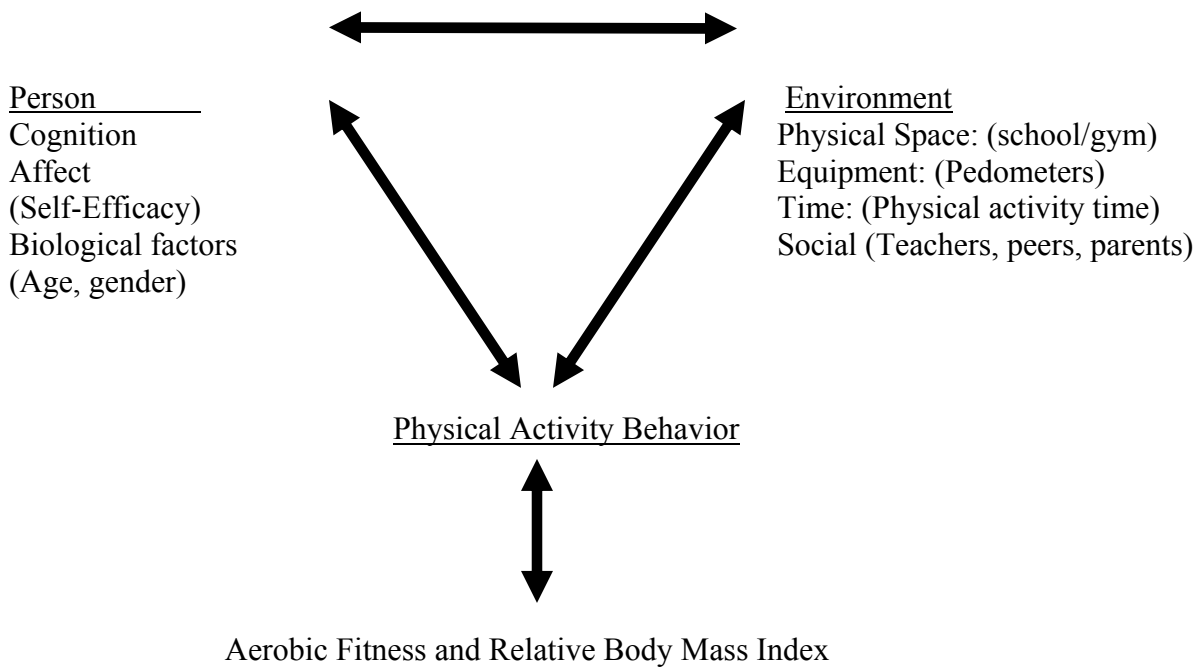 Person
Cognition
Affect
(Self-Efficacy)
Biological factors
(Age, gender)
Environment
Physical Space: (school/gym)
Equipment: (Pedometers)
Time: (Physical activity time)
Social (Teachers, peers, parents)
Physical Activity Behavior
Aerobic Fitness and Relative Body Mass Index